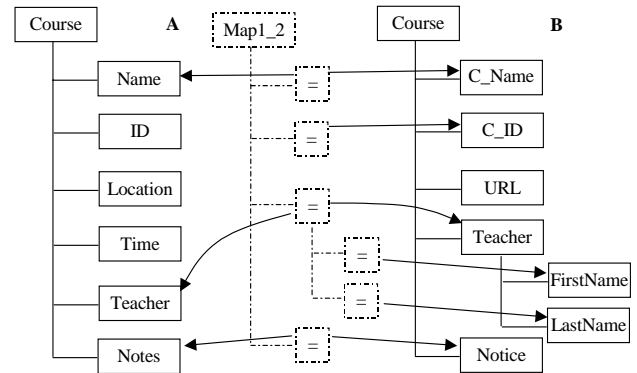 Course A Map1_2 Course B
Name = C_Name
ID = C_ID
Location URL
= Teacher
Time = FirstName
Teacher = LastName
Notes = Notice